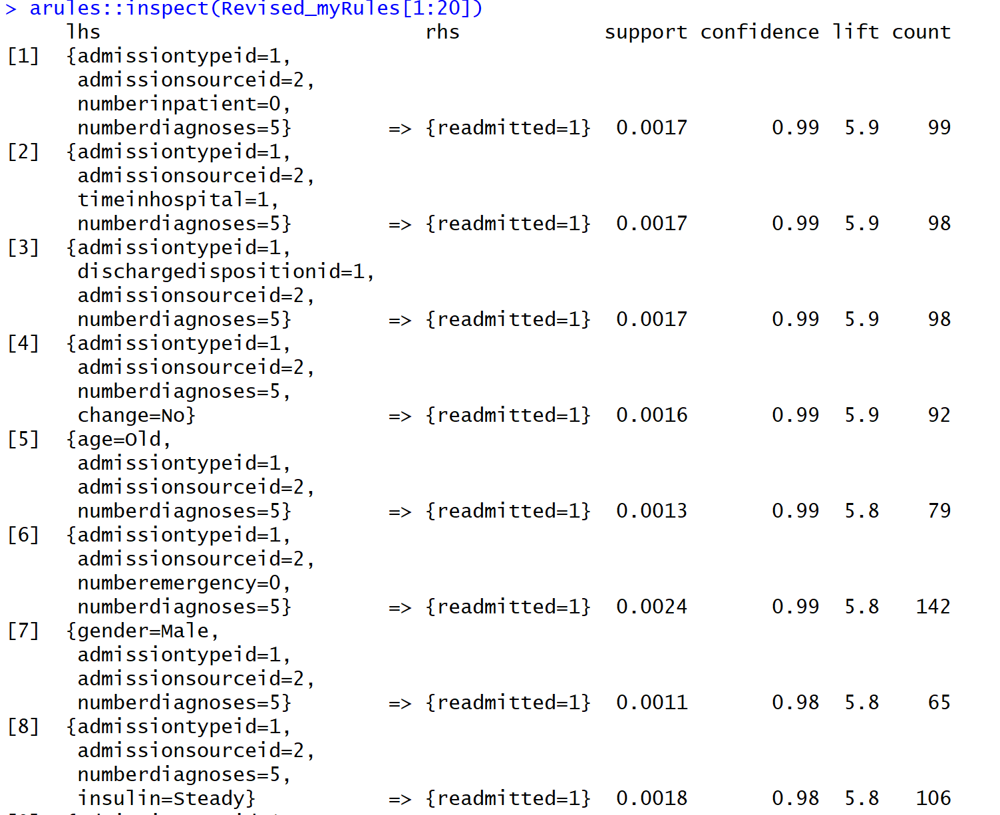 > arules::inspect(Revised_myRules[1:20])
lhs rhs support confidence lift count
[1] {admissiontypeid=1,
admissionsourceid=2,
numberinpatient=0,
numberdiagnoses=5} => {readmitted=1} 0.0017 0.99 5.9 99
[2] {admissiontypeid=1,
admissionsourceid=2,
timeinhospital=1,
numberdiagnoses=5} => {readmitted=1} 0.0017 0.99 5.9 98
[3] {admissiontypeid=1,
dischargedispositionid=1,
admissionsourceid=2,
numberdiagnoses=5} => {readmitted=1} 0.0017 0.99 5.9 98
[4] {admissiontypeid=1,
admissionsourceid=2,
numberdiagnoses=5,
change=No} => {readmitted=1} 0.0016 0.99 5.9 92
[5] {age=Old,
admissiontypeid=1,
admissionsourceid=2,
numberdiagnoses=5} => {readmitted=1} 0.0013 0.99 5.8 79
[6] {admissiontypeid=1,
admissionsourceid=2,
numberemergency=0,
numberdiagnoses=5} => {readmitted=1} 0.0024 0.99 5.8 142
[7] {gender=Male,
admissiontypeid=1,
admissionsourceid=2,
numberdiagnoses=5} => {readmitted=1} 0.0011 0.98 5.8 65
[8] {admissiontypeid=1,
admissionsourceid=2,
numberdiagnoses=5,
insulin=Steady} => {readmitted=1} 0.0018 0.98 5.8 106